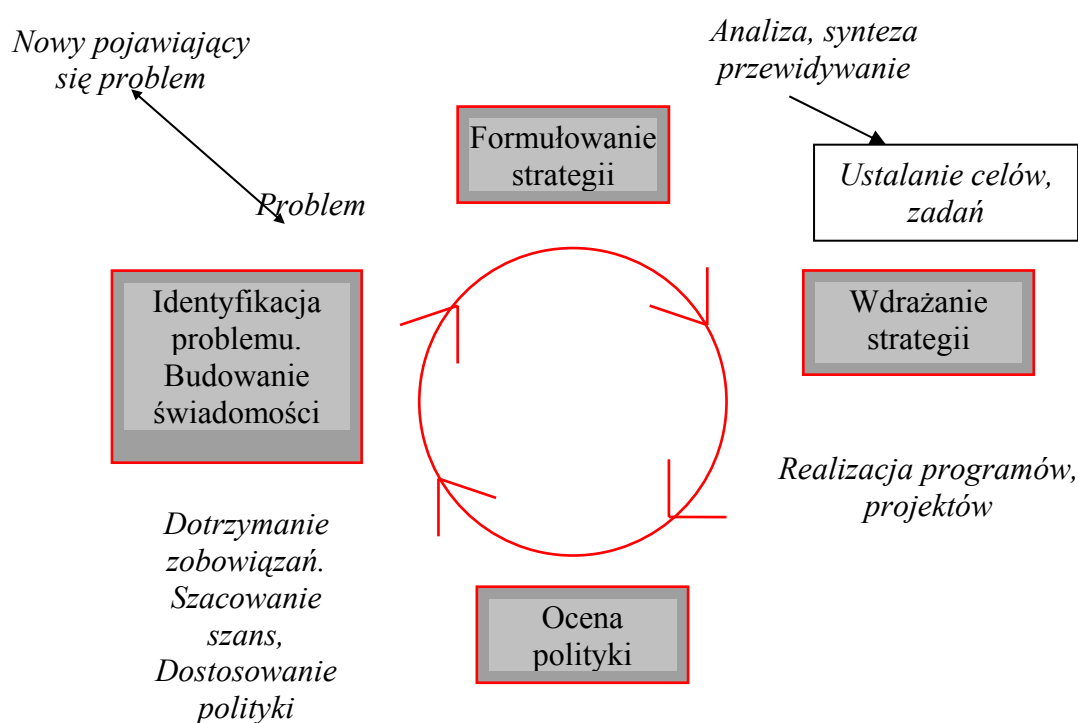 Nowy pojawiający
się problem
Analiza, synteza
przewidywanie
Formułowanie
strategii
Ustalanie celów,
zadań
Problem
Identyfikacja
problemu.
Budowanie
świadomości
Wdrażanie
strategii
Realizacja programów,
projektów
Dotrzymanie
zobowiązań.
Szacowanie
szans,
Dostosowanie
polityki
Ocena
polityki